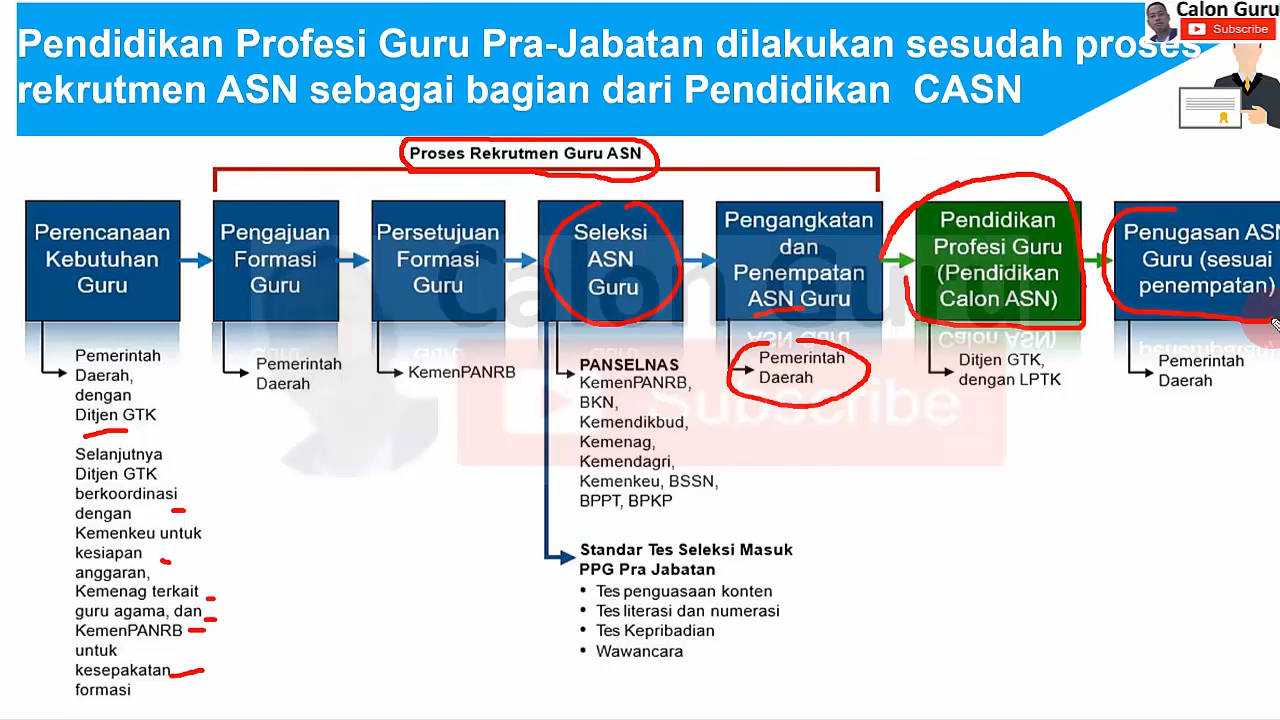 Calon Guru
Subscribe
Pendidikan Profesi Guru Pra-Jabatan dilakukan sesudah proses
rekrutmen ASN sebagai bagian dari Pendidikan CASN
Proses Rekrutmen Guru ASN
Perencanaan
Kebutuhan
Guru
Pengajuan
Formasi
Guru
Persetujuan
Formasi
Guru
Seleksi
ASN
Guru
Pengangkatan
dan
Penempatan
ASN Guru
Pendidikan
Profesi Guru
(Pendidikan
Calon ASN)
Penugasan ASN
Guru (sesuai
penempatan)
Pemerintah
Daerah,
dengan
Ditjen GTK
Selanjutnya
Ditjen GTK
berkoordinasi
dengan
Kemenkeu untuk
kesiapan
anggaran,
Kemenag terkait
guru agama, dan
KemenPANRB
untuk
kesepakatan
formasi
Pemerintah
Daerah
KemenPANRB
PANSELNAS
KemenPANRB,
BKN,
Kemendikbud,
Kemenag,
Kemendagri,
Kemenkeu, BSSN,
BPPT, BPKP
Standar Tes Seleksi Masuk
PPG Pra Jabatan
• Tes penguasaan konten
• Tes literasi dan numerasi
• Tes Kepribadian
• Wawancara
Pemerintah
Daerah
Ditjen GTK,
dengan LPTK
Pemerintah
Daerah
Calon Guru
Subscribe